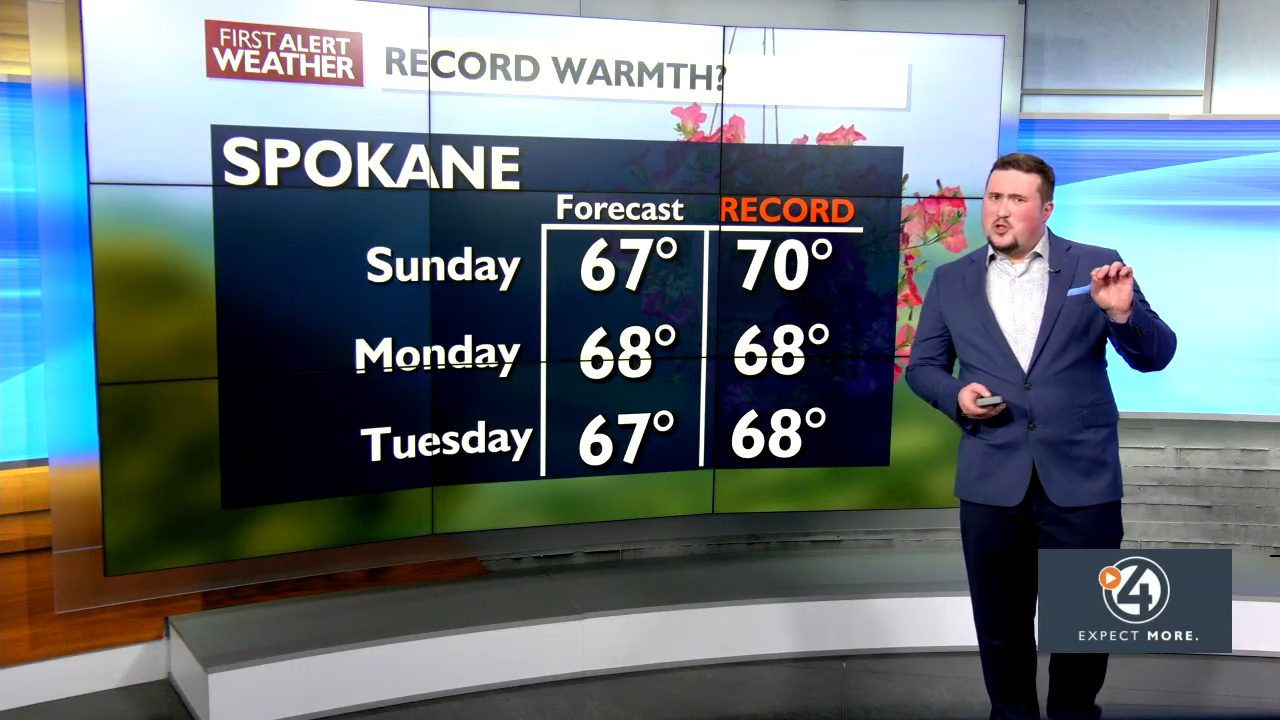 FIRST ALERT
WEATHER
RECORD WARMTH?
SPOKANE
Forecast RECORD
Sunday 67° 70°
Monday 68° 68°
Tuesday 67° 68°
4
EXPECT MORE.